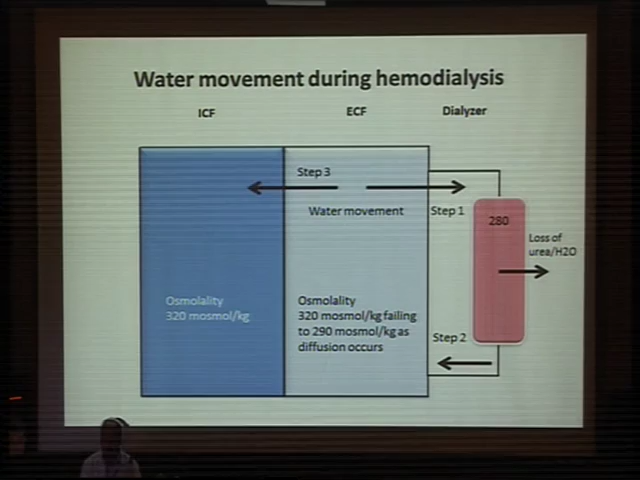 Water movement during hemodialysis
ICF
ECF
Dialyzer
Step 3
Water movement
Step 1
280
Loss of
urea/H2O
Osmolality
320 mosmol/kg
Osmolality
320 mosmol/kg failing
to 290 mosmol/kg as
diffusion occurs
Step 2